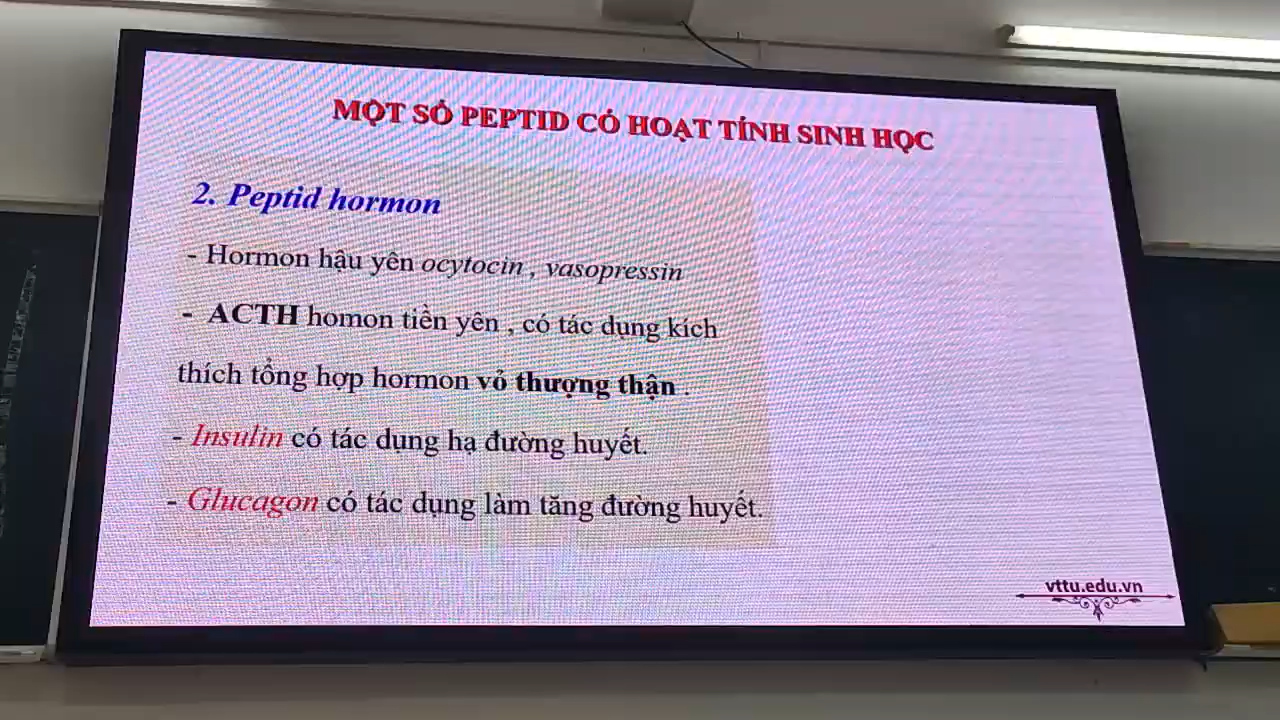 MỘT SỐ PEPTID CÓ HOẠT TÍNH SINH HỌC
2. Peptid hormon
- Hormon hậu yên ocytocin , vasopressin
- ACTH homon tiền yên , có tác dụng kích
thích tổng hợp hormon vỏ thượng thận .
- Insulin có tác dụng hạ đường huyết.
- Glucagon có tác dụng làm tăng đường huyết.
vttu.edu.vn